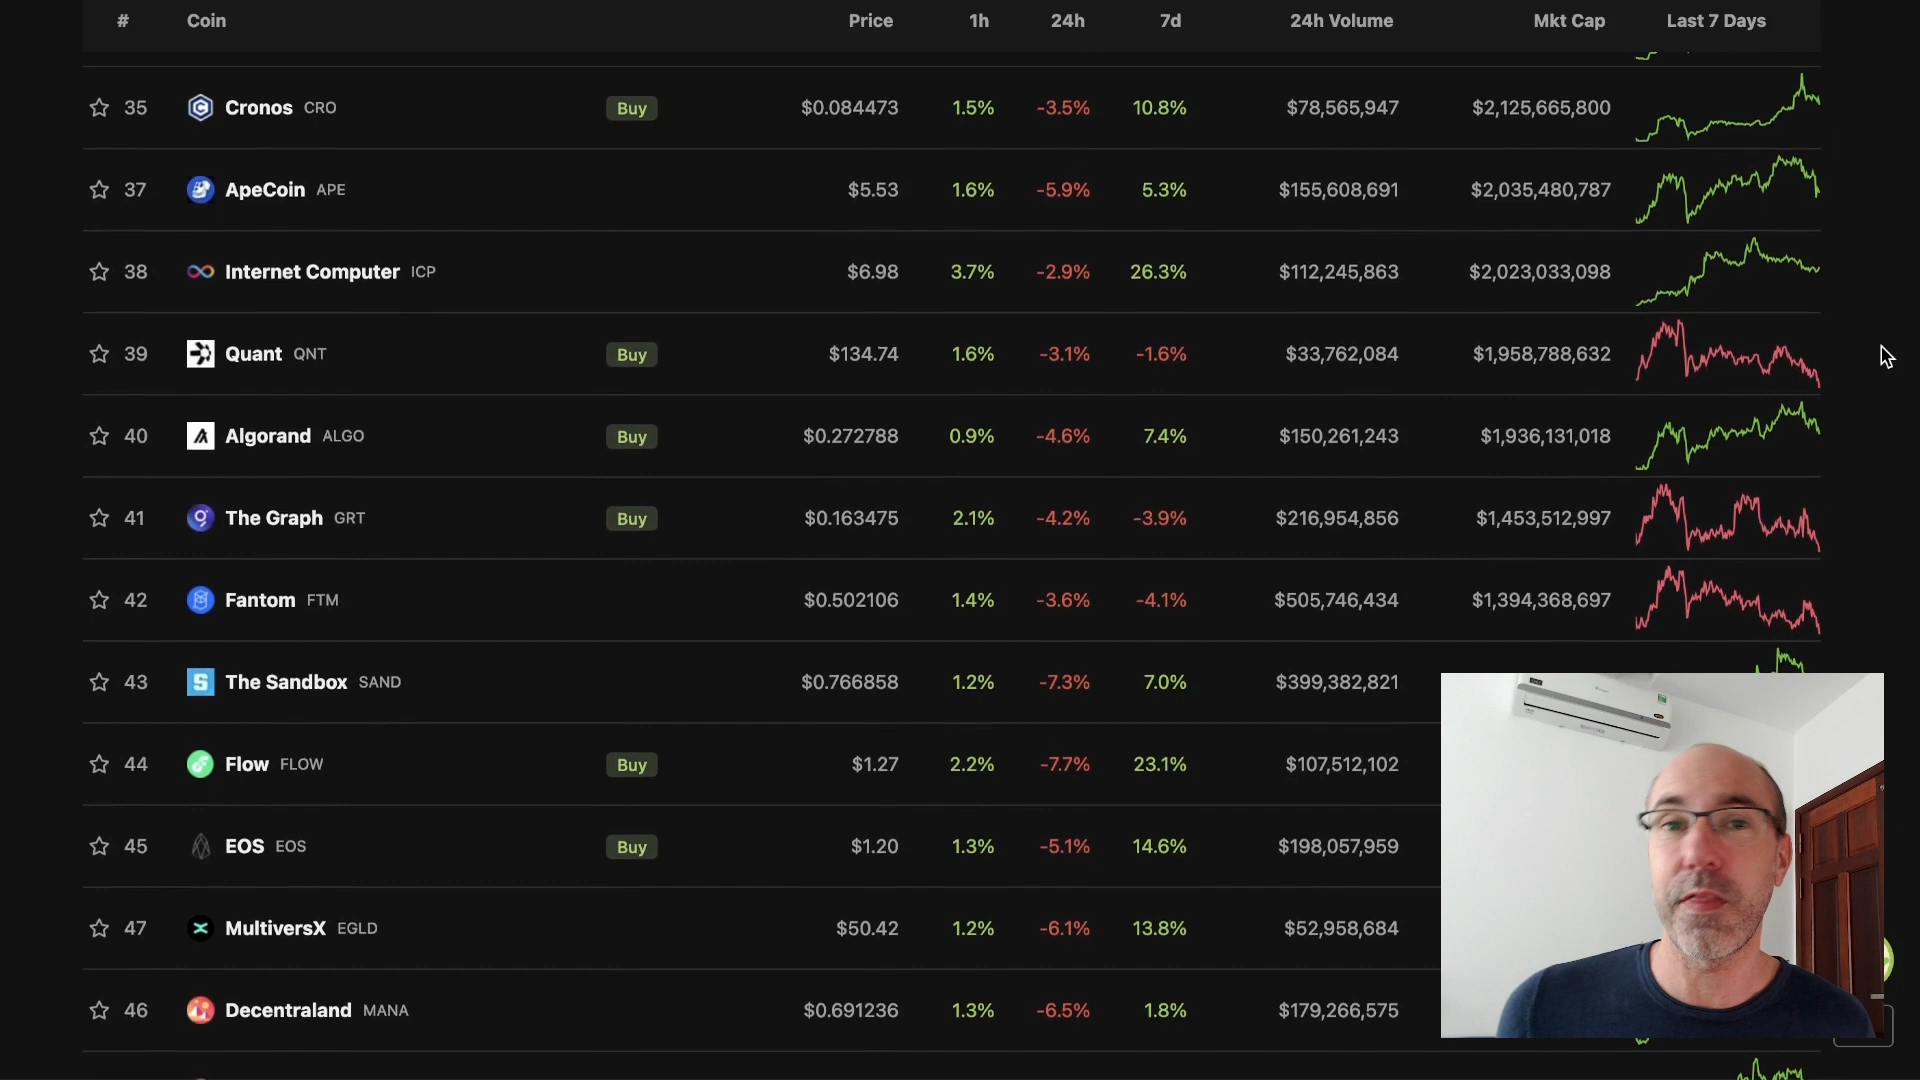 # Coin Price 1h 24h 7d 24h Volume Mkt Cap Last 7 Days
35 Cronos CRO Buy $0.084473 1.5% -3.5% 10.8% $78,565,947 $2,125,665,800
37 ApeCoin APE $5.53 1.6% -5.9% 5.3% $155,608,691 $2,035,480,787
38 Internet Computer ICP $6.98 3.7% -2.9% 26.3% $112,245,863 $2,023,033,098
39 Quant QNT Buy $134.74 1.6% -3.1% -1.6% $33,762,084 $1,958,788,632
40 Algorand ALGO Buy $0.272788 0.9% -4.6% 7.4% $150,261,243 $1,936,131,018
41 The Graph GRT Buy $0.163475 2.1% -4.2% -3.9% $216,954,856 $1,453,512,997
42 Fantom FTM $0.502106 1.4% -3.6% -4.1% $505,746,434 $1,394,368,697
43 The Sandbox SAND $0.766858 1.2% -7.3% 7.0% $399,382,821
44 Flow FLOW Buy $1.27 2.2% -7.7% 23.1% $107,512,102
45 EOS EOS Buy $1.20 1.3% -5.1% 14.6% $198,057,959
47 MultiversX EGLD $50.42 1.2% -6.1% 13.8% $52,958,684
46 Decentraland MANA $0.691236 1.3% -6.5% 1.8% $179,266,575